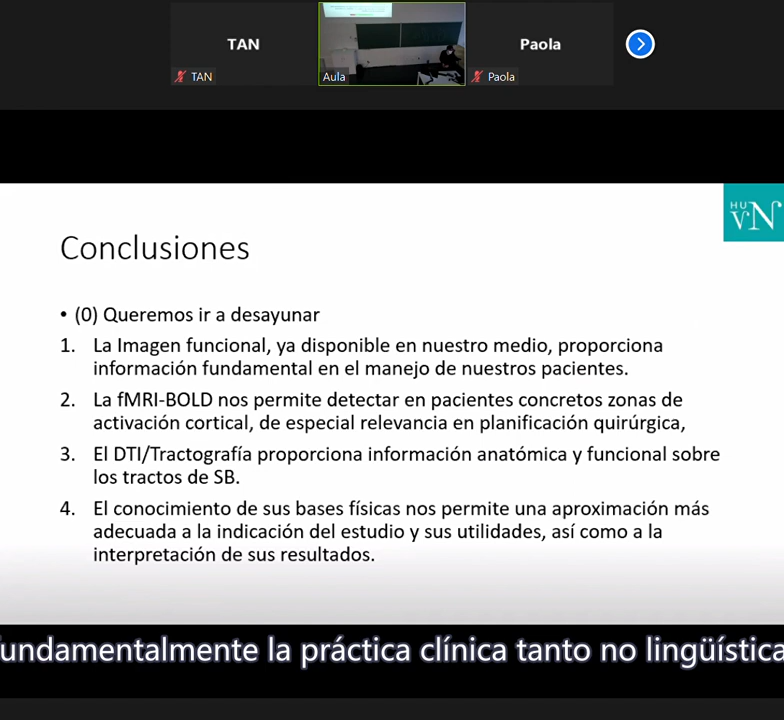 TAN
Paola
TAN
Aula
Paola
HU
VN
Conclusiones
• (0) Queremos ir a desayunar
1. La Imagen funcional, ya disponible en nuestro medio, proporciona
información fundamental en el manejo de nuestros pacientes.
2. La fMRI-BOLD nos permite detectar en pacientes concretos zonas de
activación cortical, de especial relevancia en planificación quirúrgica,
3. El DTI/Tractografía proporciona información anatómica y funcional sobre
los tractos de SB.
4. El conocimiento de sus bases físicas nos permite una aproximación más
adecuada a la indicación del estudio y sus utilidades, así como a la
interpretación de sus resultados.
fundamentalmente la práctica clínica tanto no lingüística